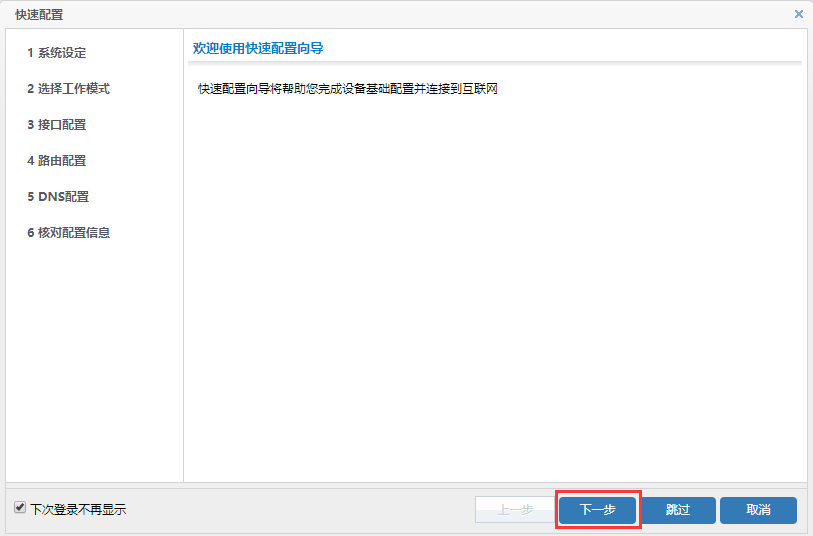 快速配置
1 系统设定
2 选择工作模式
3 接口配置
4 路由配置
5 DNS配置
6 核对配置信息
欢迎使用快速配置向导
快速配置向导将帮助您完成设备基础配置并连接到互联网
下次登录不再显示
上一步
下一步
跳过
取消